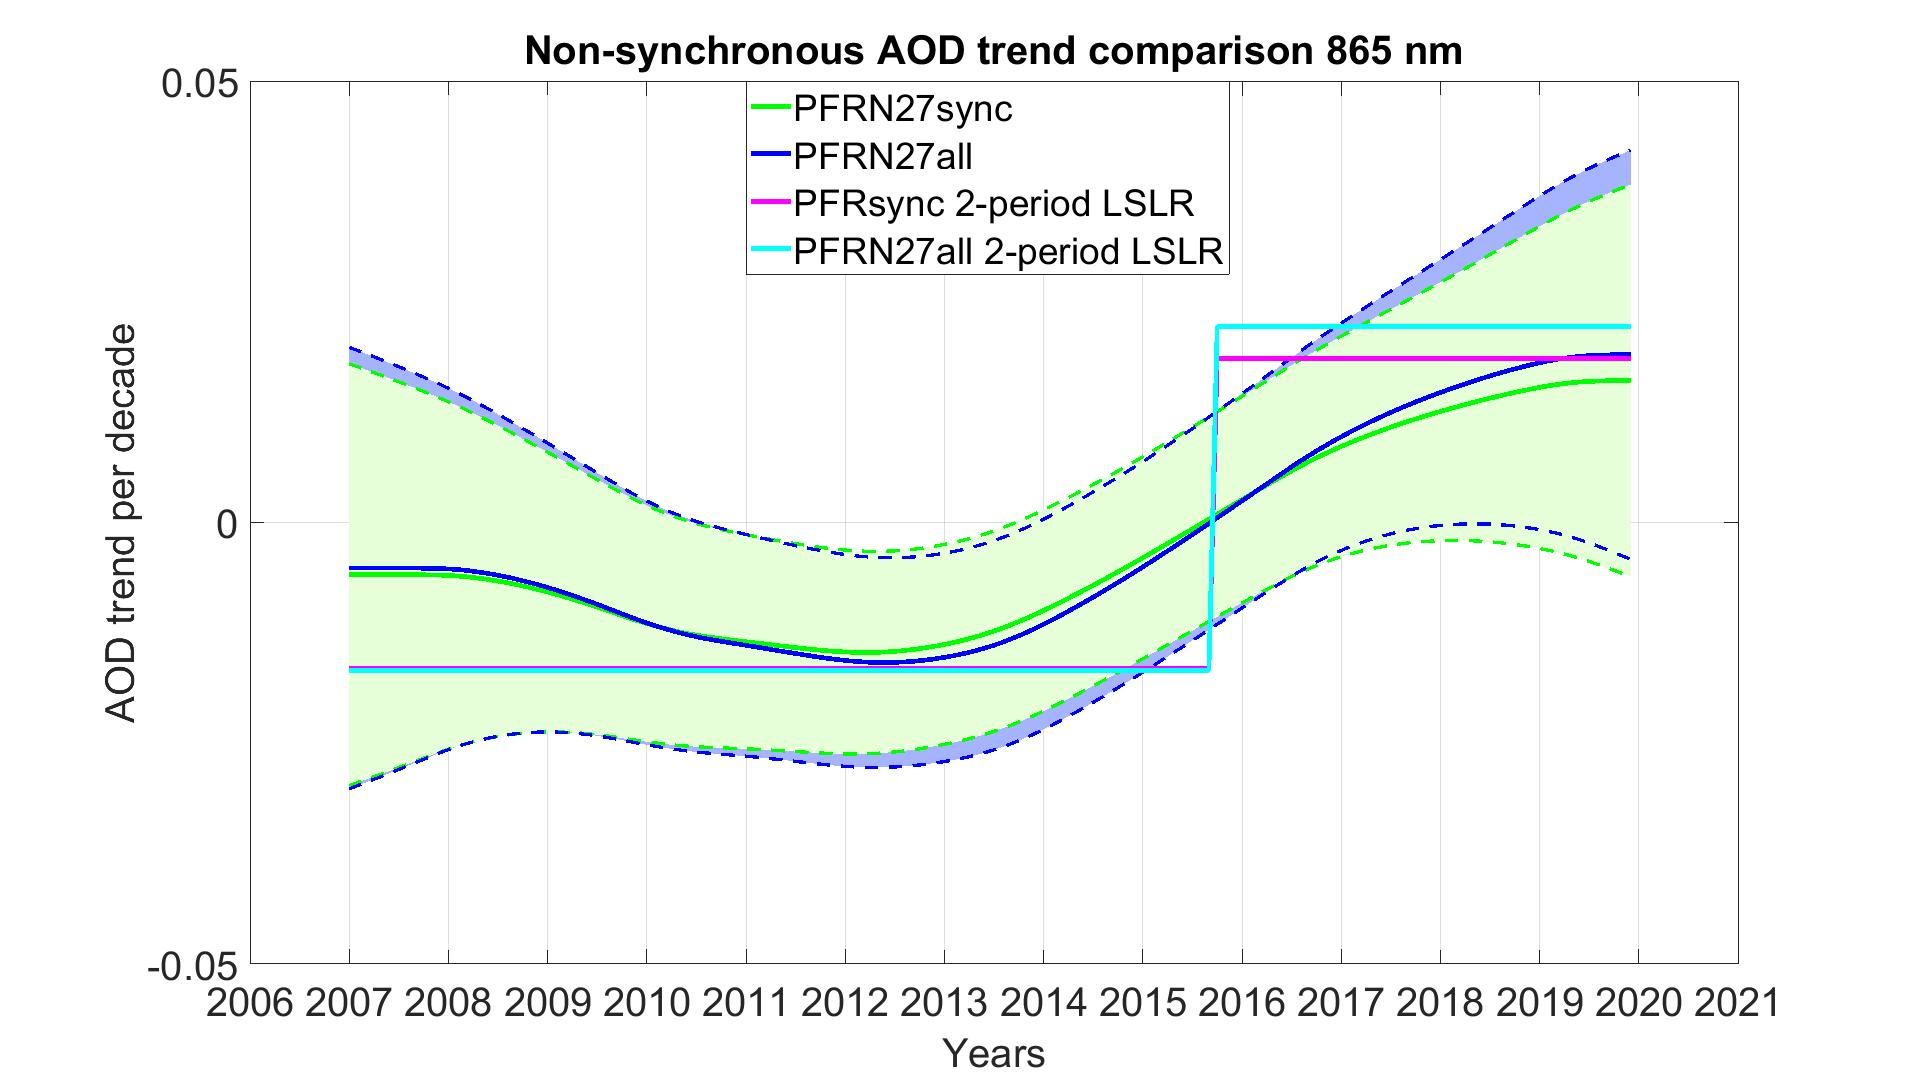 Non-synchronous AOD trend comparison 865 nm
0.05
PFRN27sync
PFRN27all
PFRsync 2-period LSLR
PFRN27all 2-period LSLR
AOD trend per decade
0
-0.05
2006 2007 2008 2009 2010 2011 2012 2013 2014 2015 2016 2017 2018 2019 2020 2021
Years